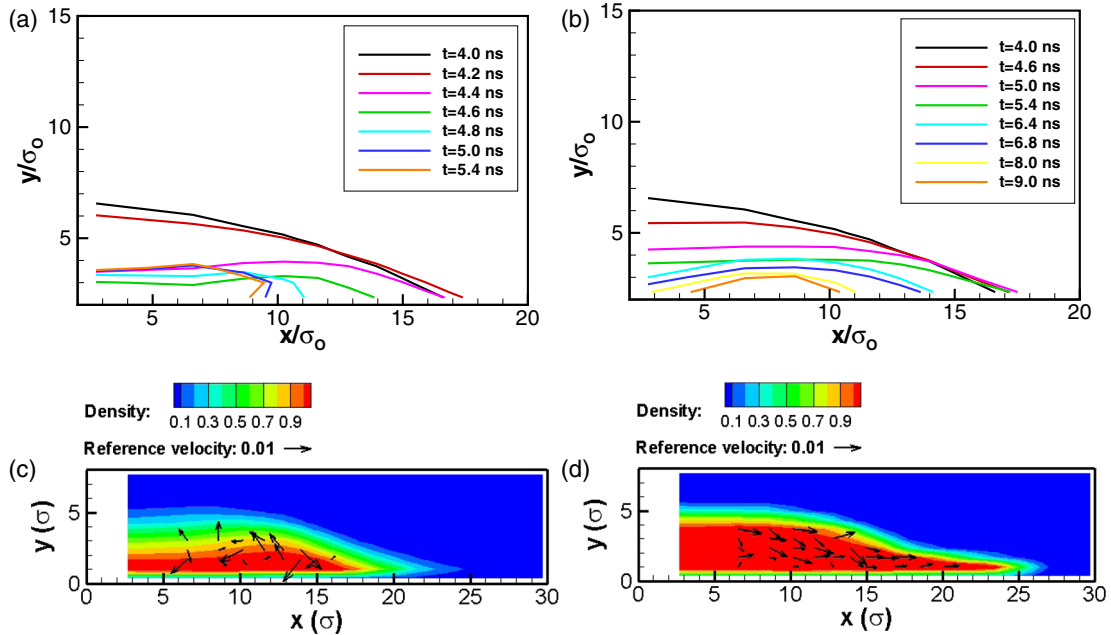 (a)
15
10
5
y/σo
5
10
15
20
x/σo
t=4.0 ns
t=4.2 ns
t=4.4 ns
t=4.6 ns
t=4.8 ns
t=5.0 ns
t=5.4 ns
(b)
15
10
5
y/σo
5
10
15
20
x/σo
t=4.0 ns
t=4.6 ns
t=5.0 ns
t=5.4 ns
t=6.4 ns
t=6.8 ns
t=8.0 ns
t=9.0 ns
Density:
0.1 0.3 0.5 0.7 0.9
Reference velocity: 0.01
(c)
y (σ)
5
0
0 5 10 15 20 25 30
x (σ)
Density:
0.1 0.3 0.5 0.7 0.9
Reference velocity: 0.01
(d)
y (σ)
5
0
0 5 10 15 20 25 30
x (σ)